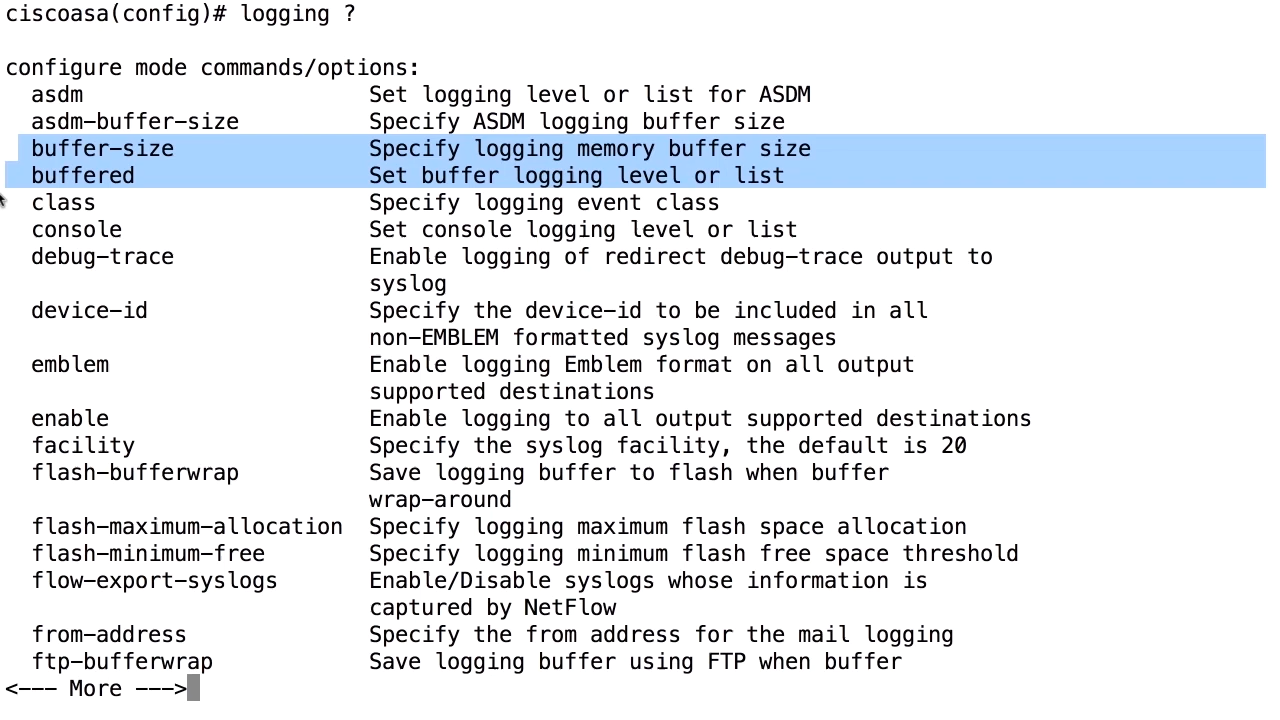 ciscoasa(config)# logging ?
configure mode commands/options:
asdm Set logging level or list for ASDM
asdm-buffer-size Specify ASDM logging buffer size
buffer-size Specify logging memory buffer size
buffered Set buffer logging level or list
class Specify logging event class
console Set console logging level or list
debug-trace Enable logging of redirect debug-trace output to
syslog
device-id Specify the device-id to be included in all
non-EMBLEM formatted syslog messages
emblem Enable logging Emblem format on all output
supported destinations
enable Enable logging to all output supported destinations
facility Specify the syslog facility, the default is 20
flash-bufferwrap Save logging buffer to flash when buffer
wrap-around
flash-maximum-allocation Specify logging maximum flash space allocation
flash-minimum-free Specify logging minimum flash free space threshold
flow-export-syslogs Enable/Disable syslogs whose information is
captured by NetFlow
from-address Specify the from address for the mail logging
ftp-bufferwrap Save logging buffer using FTP when buffer
<--- More --->